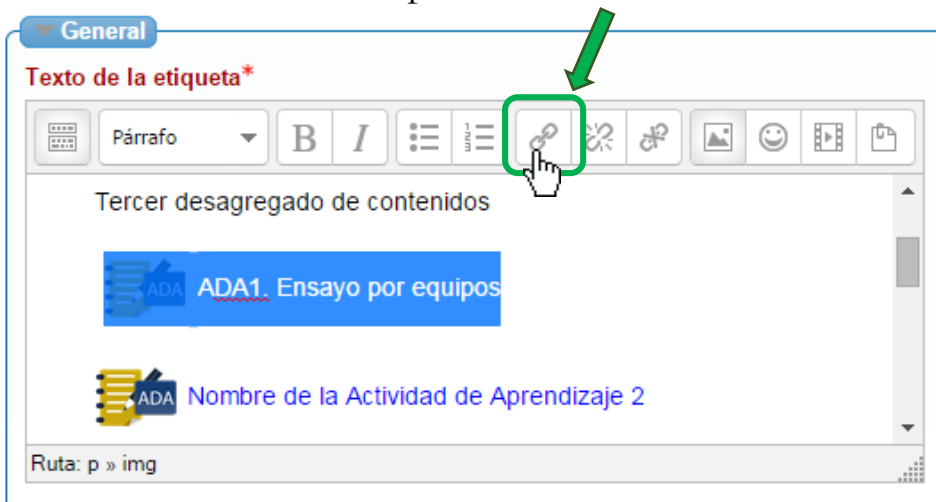 General
Texto de la etiqueta*
Párrafo B I
Tercer desagregado de contenidos
ADA ADA1. Ensayo por equipos
ADA Nombre de la Actividad de Aprendizaje 2
Ruta: p » img